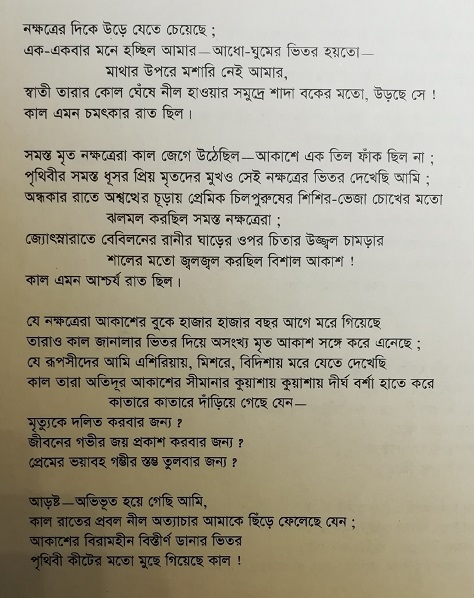 নক্ষত্রের দিকে উড়ে যেতে চেয়েছে ;
এক-একবার মনে হচ্ছিল আমার—আধো-ঘুমের ভিতর হয়তো—
মাথার উপরে মশারি নেই আমার,
স্বাতী তারার কোল ঘেঁষে নীল হাওয়ার সমুদ্রে শাদা বকের মতো, উড়ছে সে !
কাল এমন চমৎকার রাত ছিল।
সমস্ত মৃত নক্ষত্রেরা কাল জেগে উঠেছিল—আকাশে এক তিল ফাঁক ছিল না ;
পৃথিবীর সমস্ত ধূসর প্রিয় মৃতদের মুখও সেই নক্ষত্রের ভিতর দেখেছি আমি ;
অন্ধকার রাতে অশ্বত্থের চূড়ায় প্রেমিক চিলপুরুষের শিশির-ভেজা চোখের মতো
ঝলমল করছিল সমস্ত নক্ষত্রেরা ;
জ্যোৎস্নারাতে বেবিলনের রানীর ঘাড়ের ওপর চিতার উজ্জ্বল চামড়ার
শালের মতো জ্বলজ্বল করছিল বিশাল আকাশ !
কাল এমন আশ্চর্য রাত ছিল।
যে নক্ষত্রেরা আকাশের বুকে হাজার হাজার বছর আগে মরে গিয়েছে
তারাও কাল জানালার ভিতর দিয়ে অসংখ্য মৃত আকাশ সঙ্গে করে এনেছে ;
যে রূপসীদের আমি এশিরিয়ায়, মিশরে, বিদিশায় মরে যেতে দেখেছি
কাল তারা অতিদূর আকাশের সীমানার কুয়াশায় কুয়াশায় দীর্ঘ বর্শা হাতে করে
কাতারে কাতারে দাঁড়িয়ে গেছে যেন—
মৃত্যুকে দলিত করবার জন্য ?
জীবনের গভীর জয় প্রকাশ করবার জন্য ?
প্রেমের ভয়াবহ গম্ভীর স্তম্ভ তুলবার জন্য ?
আড়ষ্ট—অভিভূত হয়ে গেছি আমি,
কাল রাতের প্রবল নীল অত্যাচার আমাকে ছিঁড়ে ফেলেছে যেন ;
আকাশের বিরামহীন বিস্তীর্ণ ডানার ভিতর
পৃথিবী কীটের মতো মুছে গিয়েছে কাল !